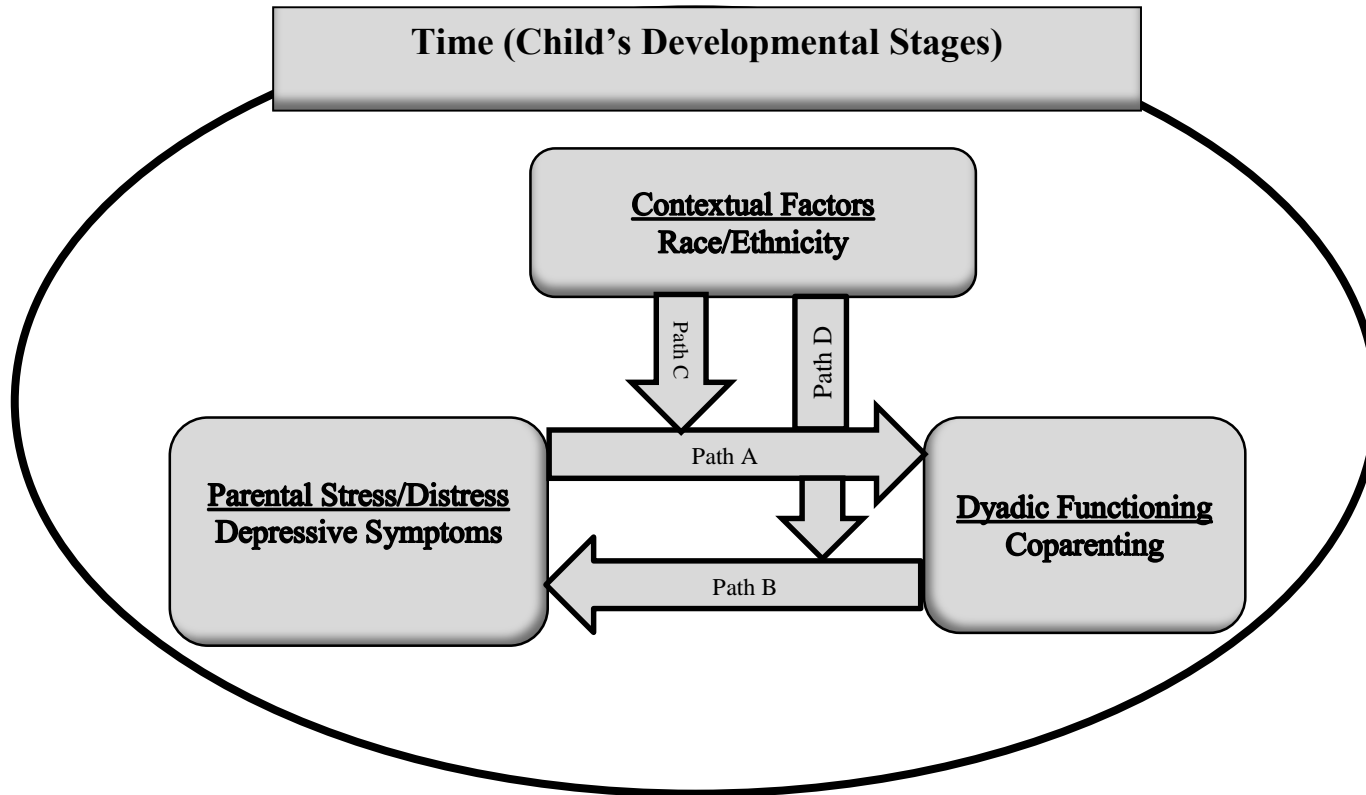 Time (Child’s Developmental Stages)
Contextual Factors
Race/Ethnicity
Path C
Path D
Path A
Parental Stress/Distress
Depressive Symptoms
Dyadic Functioning
Coparenting
Path B